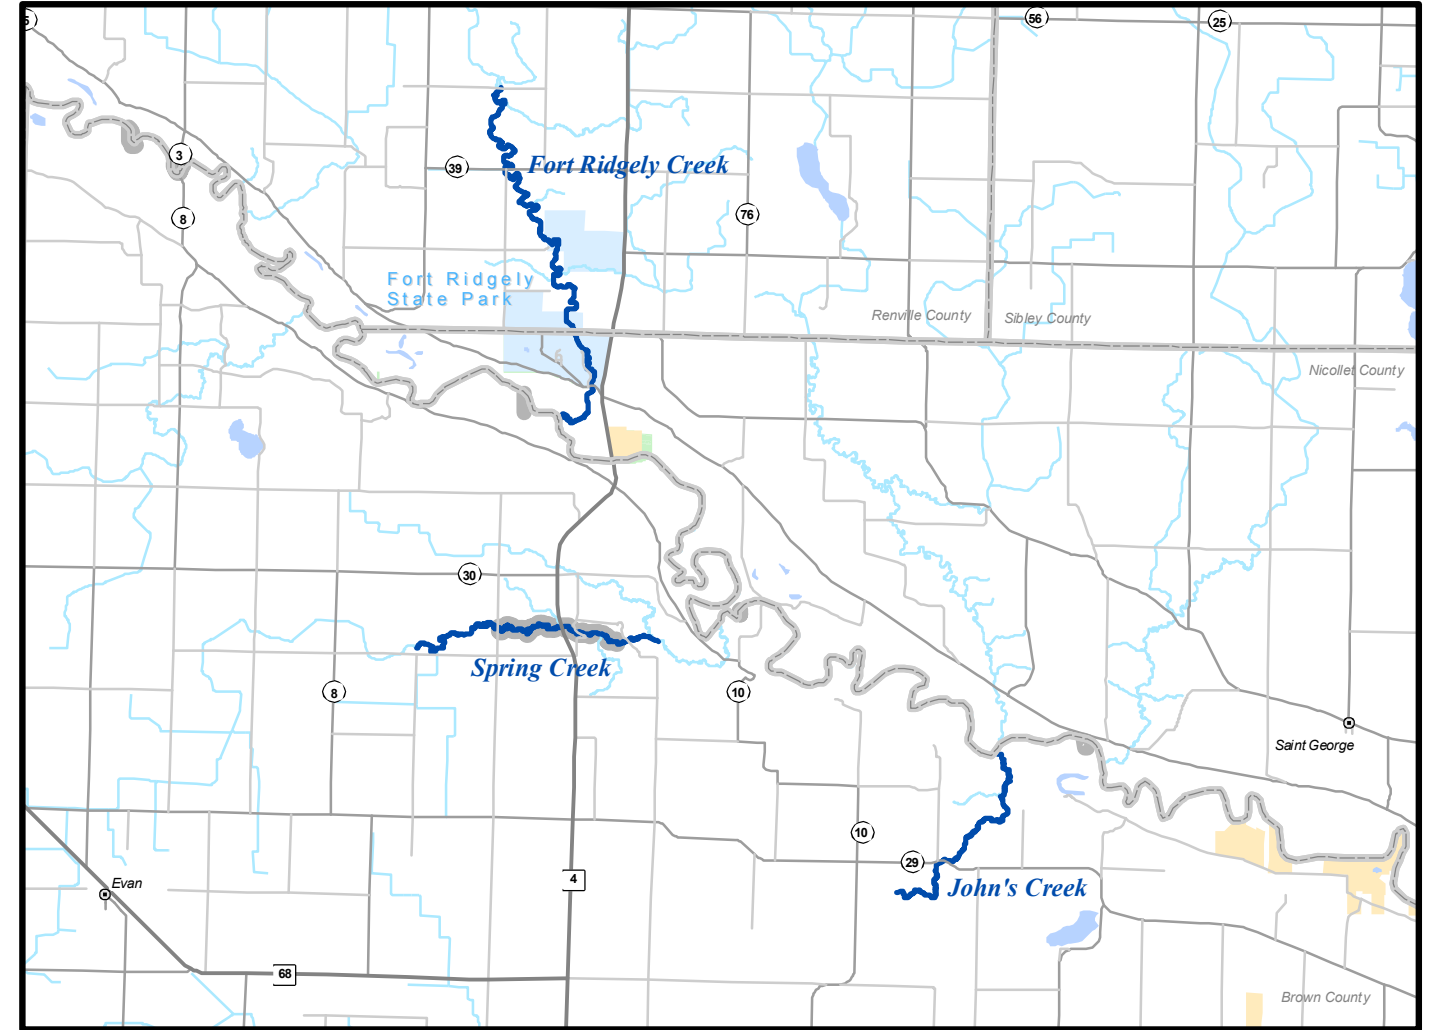 5
56
25
3
39
Fort Ridgely Creek
8
76
Fort Ridgely
State Park
Renville County
Sibley County
Nicollet County
30
Spring Creek
8
10
Saint George
10
29
Evan
4
John's Creek
68
Brown County